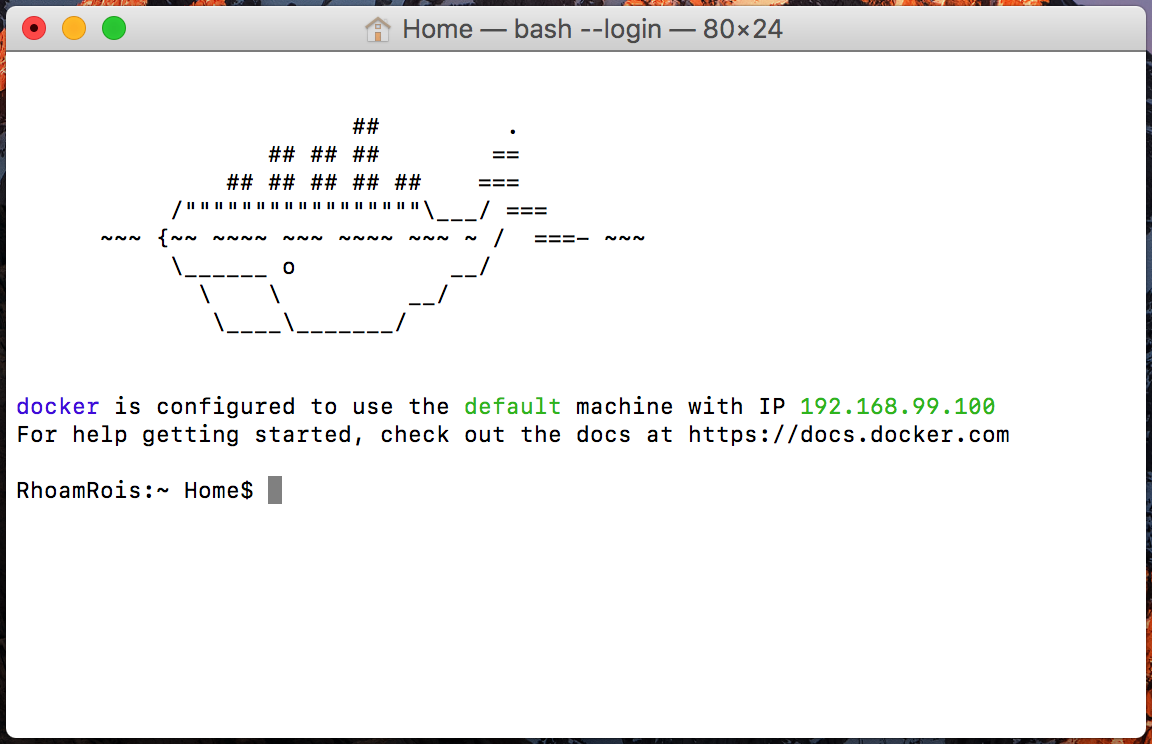 Home — bash --login — 80×24
                        ##         .
                  ## ## ##        ==
               ## ## ## ## ##    ===
           /"""""""""""""""""\___/ ===
      ~~~ {~~ ~~~~ ~~~ ~~~~ ~~~ ~ /  ===- ~~~
           \______ o           __/
             \    \         __/
              \____\_______/
docker is configured to use the default machine with IP 192.168.99.100
For help getting started, check out the docs at https://docs.docker.com
RhoamRois:~ Home$